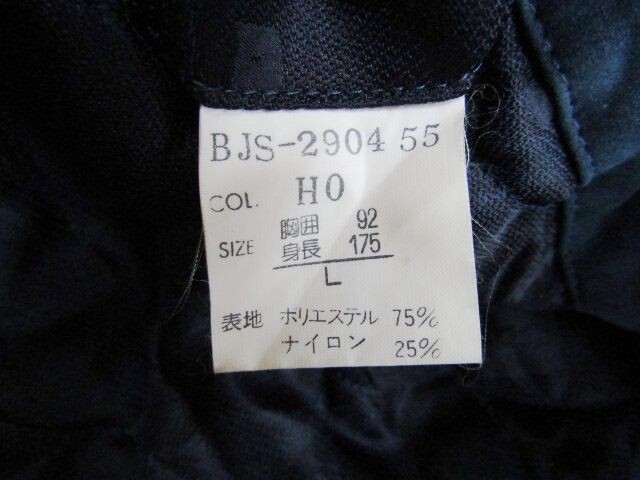 BJS-2904 55
COL. H0
SIZE 胸囲 92
身長 175
L
表地 ポリエステル 75%
ナイロン 25%